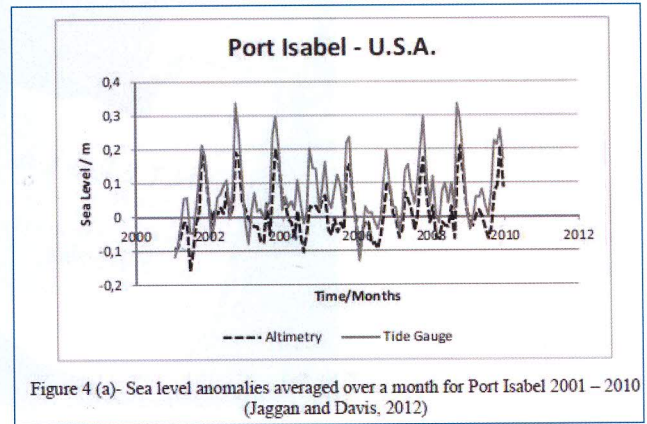 Port Isabel - U.S.A.
0,4
0,3
0,2
0,1
0
-0,1
-0,2
Sea Level / m
2000 2002 2004 2006 2008 2010 2012
Time/Months
Altimetry Tide Gauge
Figure 4 (a)- Sea level anomalies averaged over a month for Port Isabel 2001 – 2010
(Jaggan and Davis, 2012)